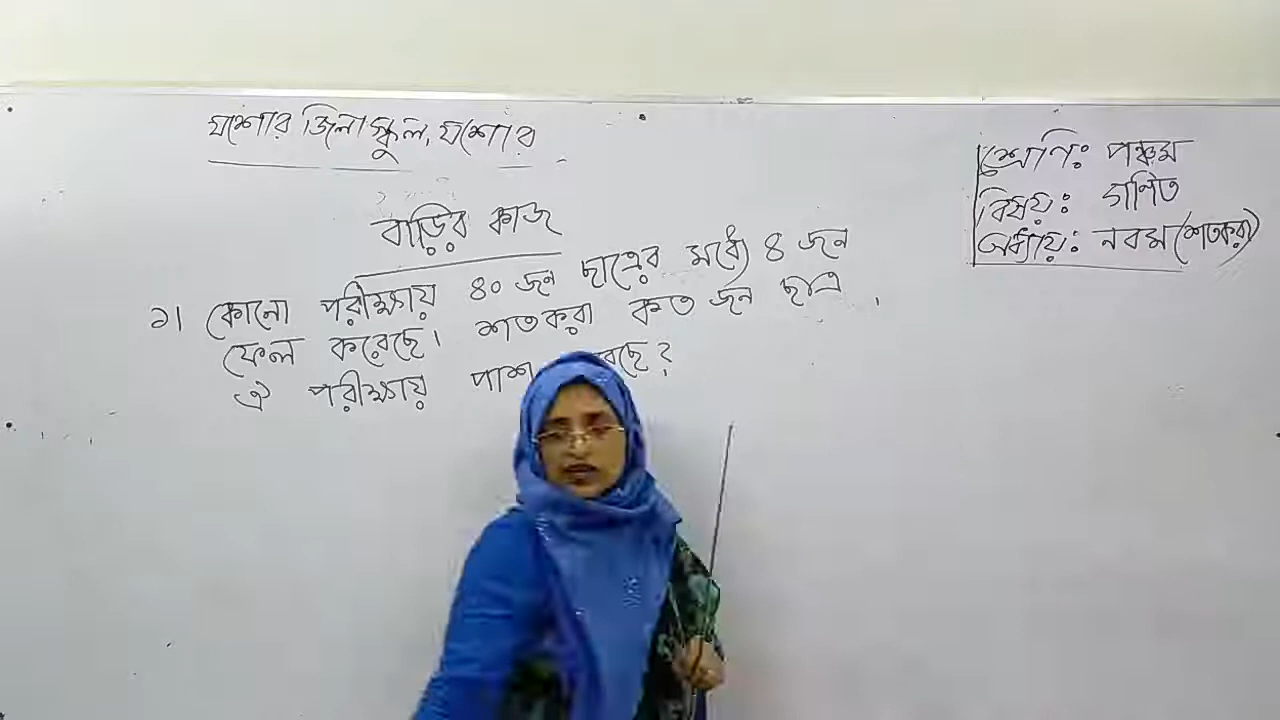 যশোর জিলা স্কুল, যশোর
শ্রেণি: পঞ্চম
বিষয়: গণিত
অধ্যায়: নবম (শতকরা)
বাড়ির কাজ
১। কোনো পরীক্ষায় ৪০ জন ছাত্রের মধ্যে ৪ জন
ফেল করেছে। শতকরা কত জন ছাত্র
ঐ পরীক্ষায় পাশ